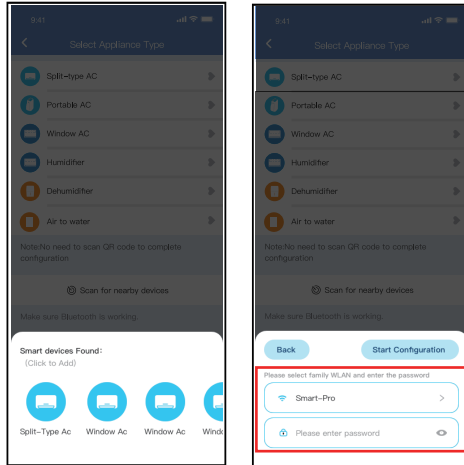 9:41
Select Appliance Type
Split-type AC
Portable AC
Window AC
Humidifier
Dehumidifier
Air to water
Note:No need to scan QR code to complete
configuration
Scan for nearby devices
Make sure Bluetooth is working.
Smart devices Found:
(Click to Add)
Split-Type Ac
Window Ac
Window Ac
Wind
9:41
Select Appliance Type
Split-type AC
Portable AC
Window AC
Humidifier
Dehumidifier
Air to water
Note:No need to scan QR code to complete
configuration
Scan for nearby devices
Make sure Bluetooth is working.
Back
Start Configuration
Please select family WLAN and enter the password
Smart-Pro
Please enter password